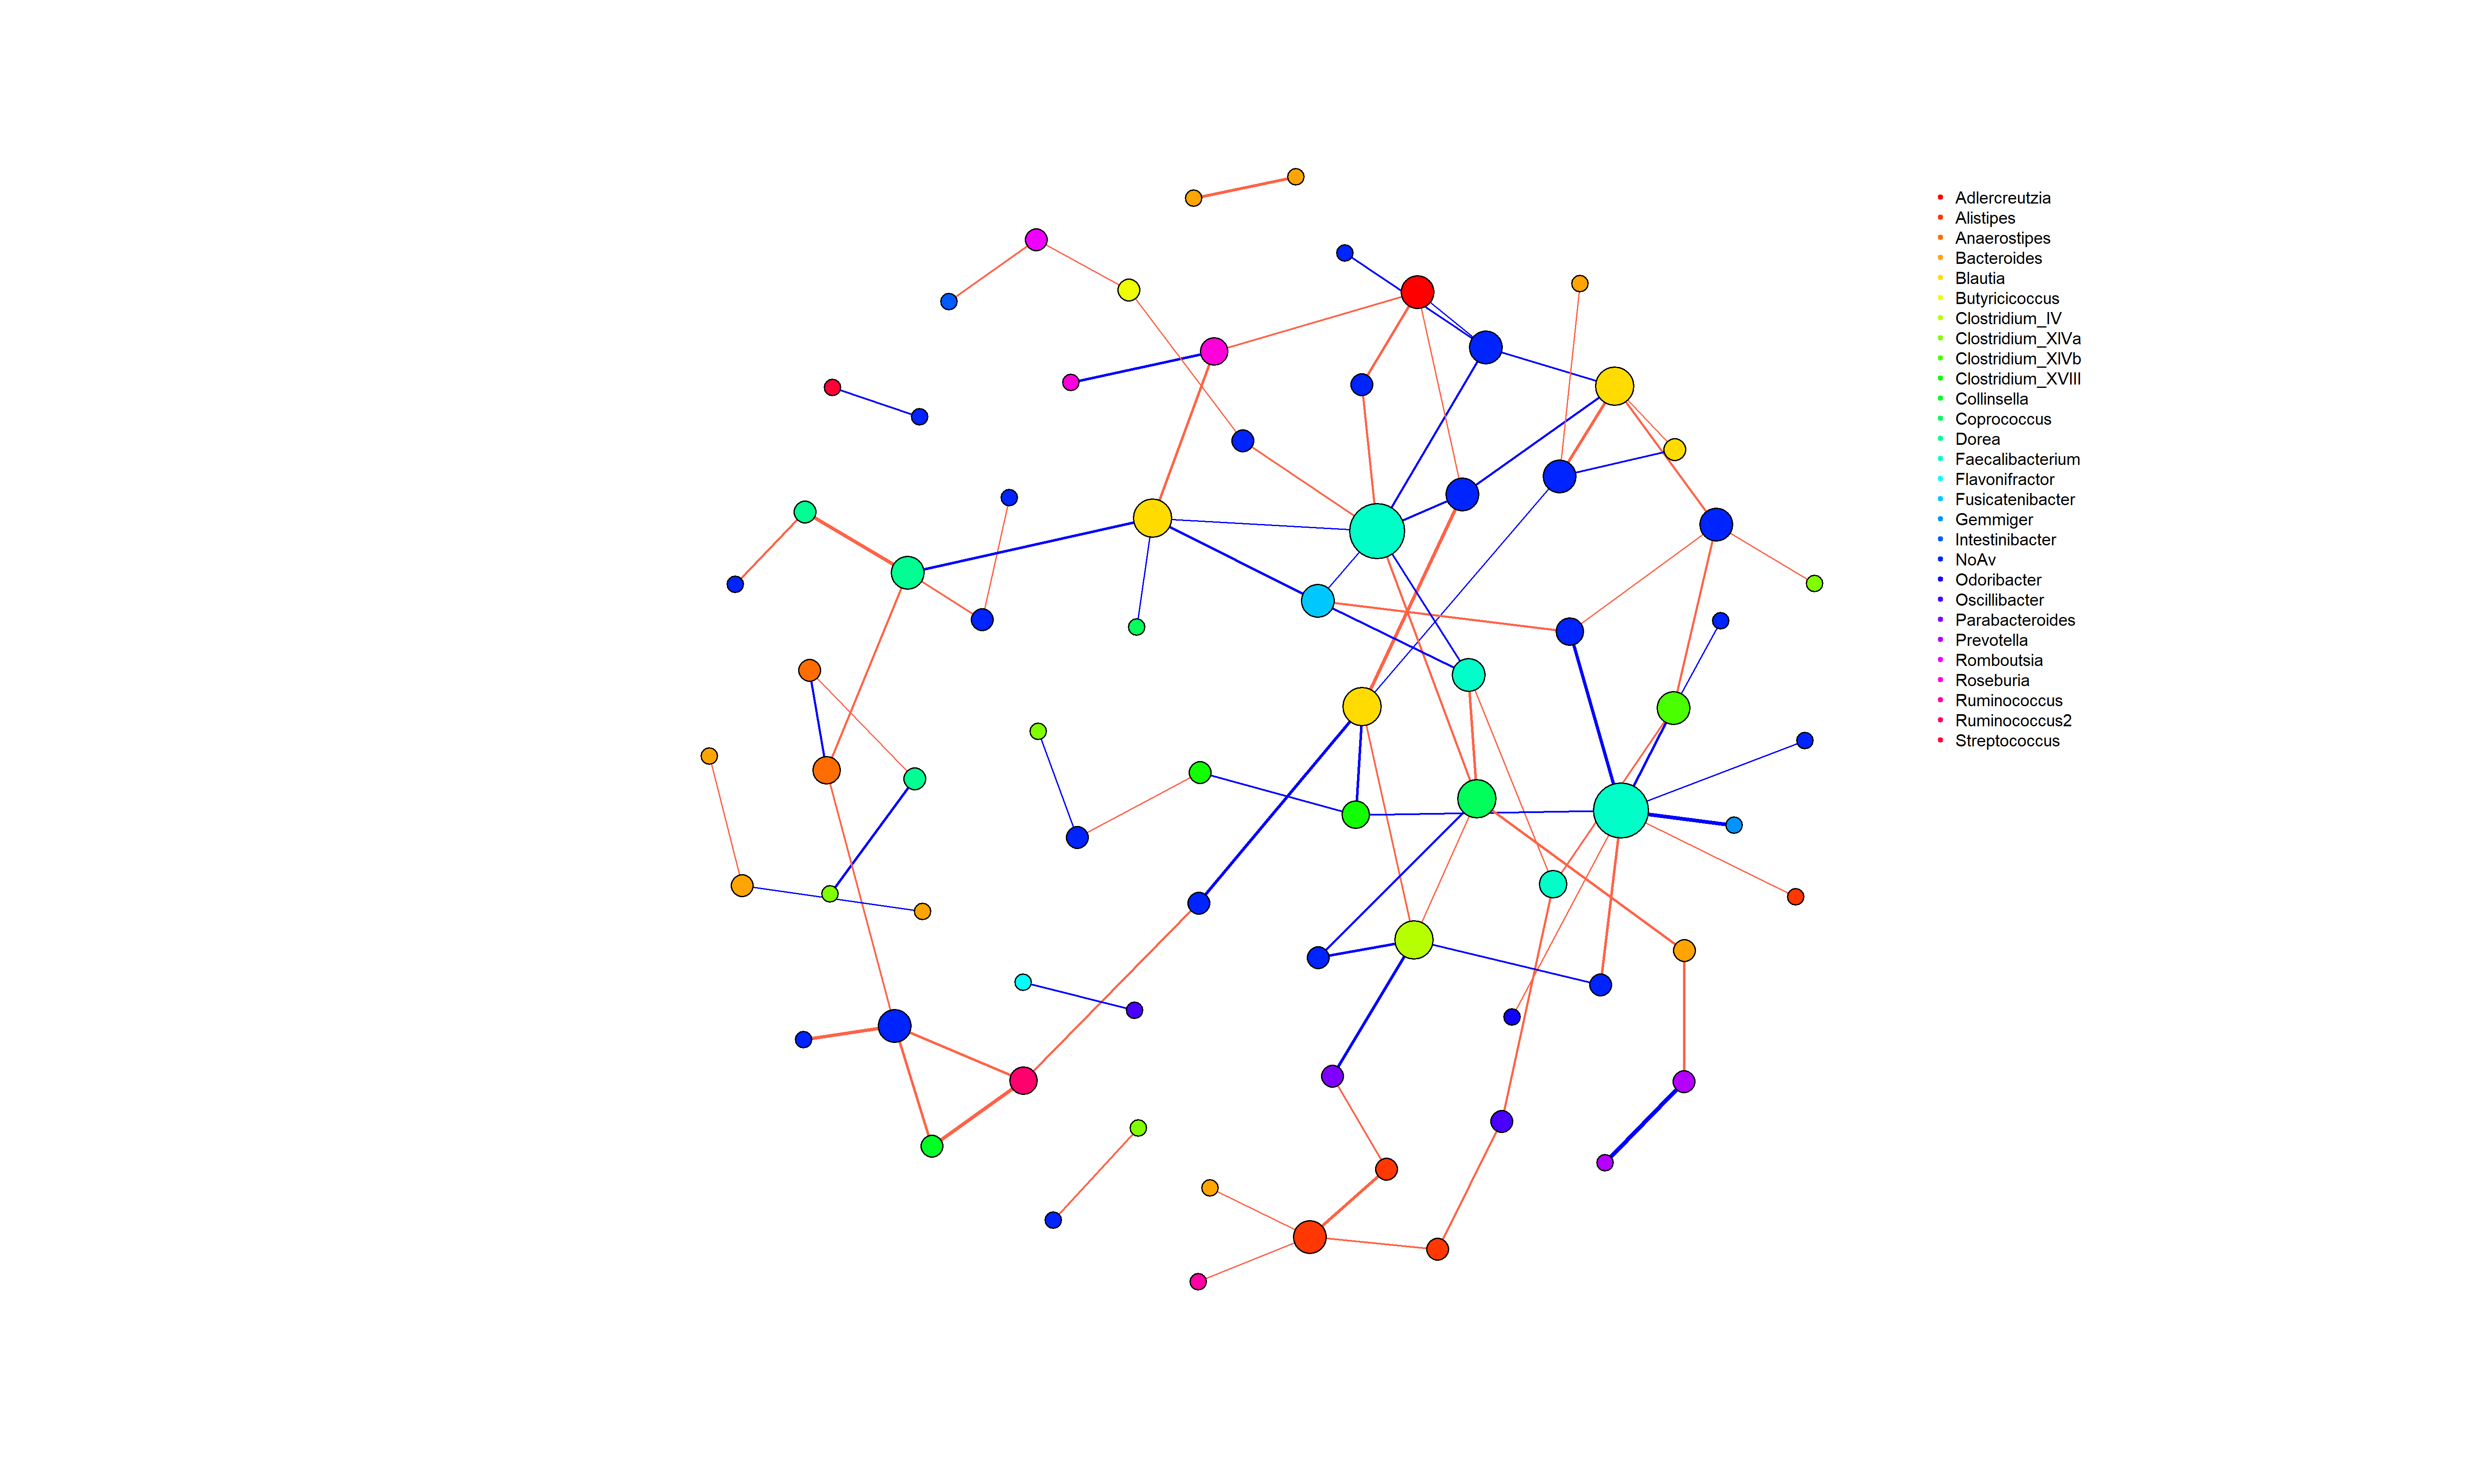 Adlercreutzia
Alistipes
Anaerostipes
Bacteroides
Blautia
Butyricicoccus
Clostridium_IV
Clostridium_XlVa
Clostridium_XlVb
Clostridium_XVIII
Collinsella
Coprococcus
Dorea
Faecalibacterium
Flavonifractor
Fusicatenibacter
Gemmiger
Intestinibacter
NoAv
Odoribacter
Oscillibacter
Parabacteroides
Prevotella
Romboutsia
Roseburia
Ruminococcus
Ruminococcus2
Streptococcus